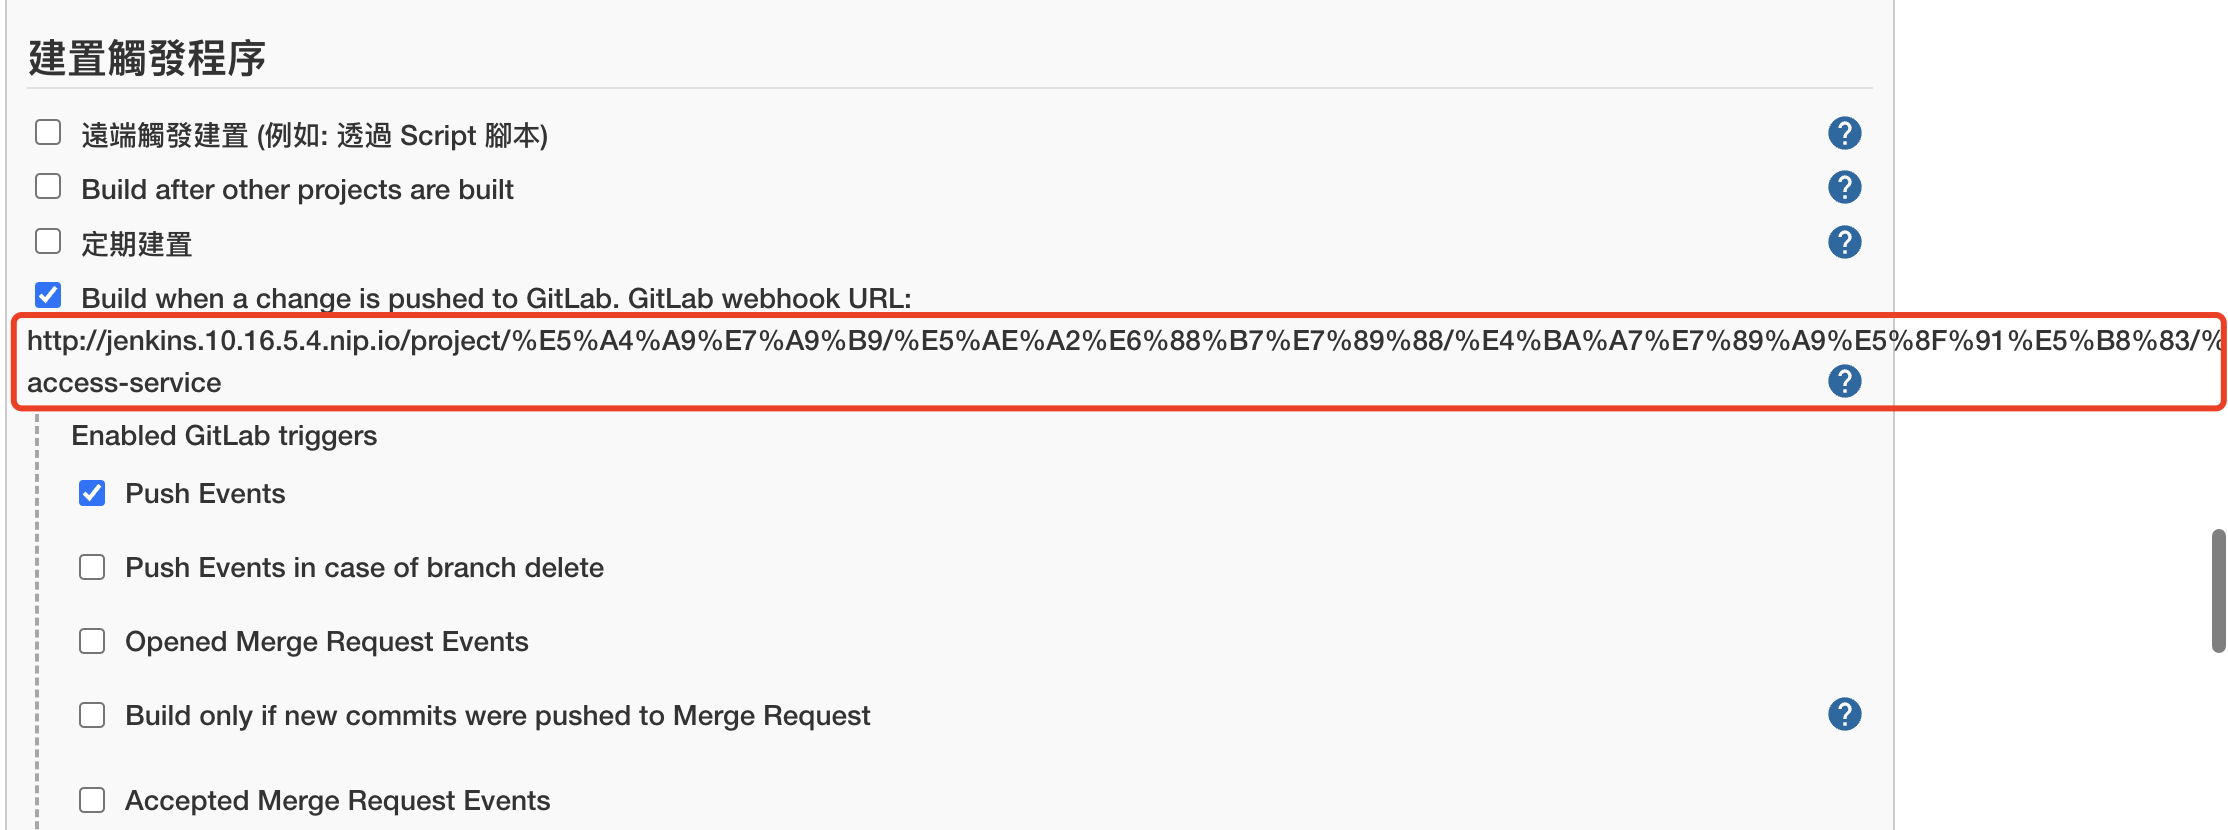 建置觸發程序
遠端觸發建置 (例如: 透過 Script 腳本)
Build after other projects are built
定期建置
Build when a change is pushed to GitLab. GitLab webhook URL:
http://jenkins.10.16.5.4.nip.io/project/%E5%A4%A9%E7%A9%B9/%E5%AE%A2%E6%88%B7%E7%89%88/%E4%BA%A7%E7%89%A9%E5%8F%91%E5%B8%83/%
access-service
Enabled GitLab triggers
Push Events
Push Events in case of branch delete
Opened Merge Request Events
Build only if new commits were pushed to Merge Request
Accepted Merge Request Events